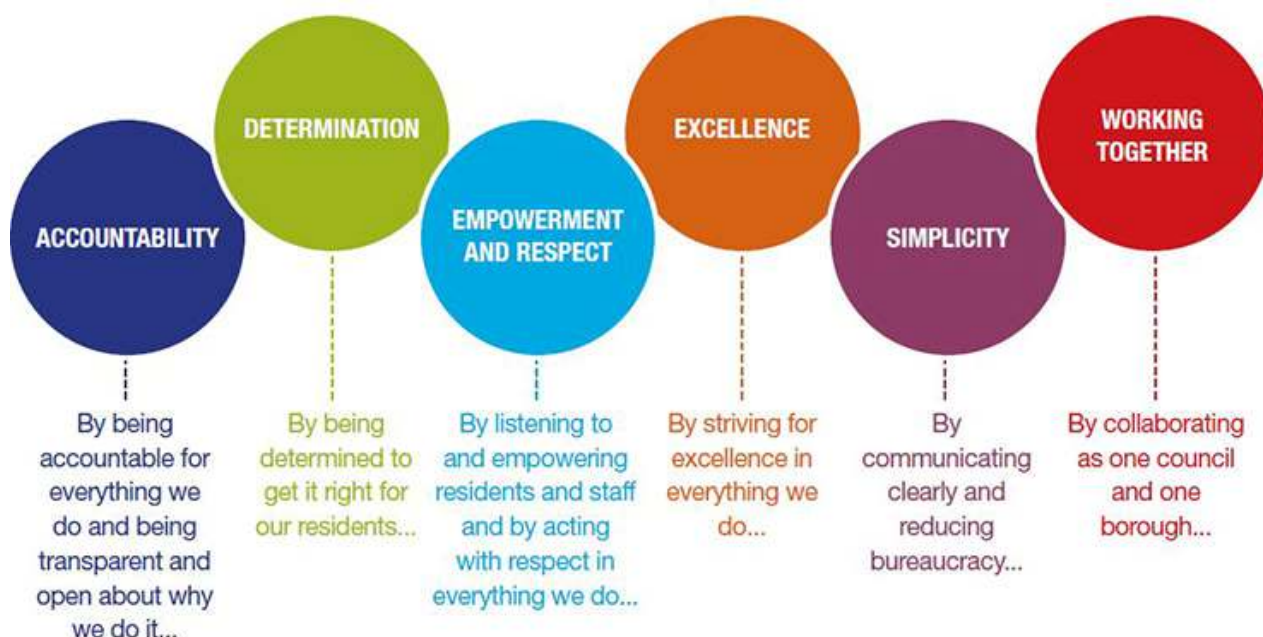 ACCOUNTABILITY
By being
accountable for
everything we
do and being
transparent and
open about why
we do it...
DETERMINATION
By being
determined to
get it right for
our residents...
EMPOWERMENT
AND RESPECT
By listening to
and empowering
residents and staff
and by acting
with respect in
everything we do...
EXCELLENCE
By striving for
excellence in
everything we
do...
SIMPLICITY
By
communicating
clearly and
reducing
bureaucracy...
WORKING
TOGETHER
By collaborating
as one council
and one
borough...